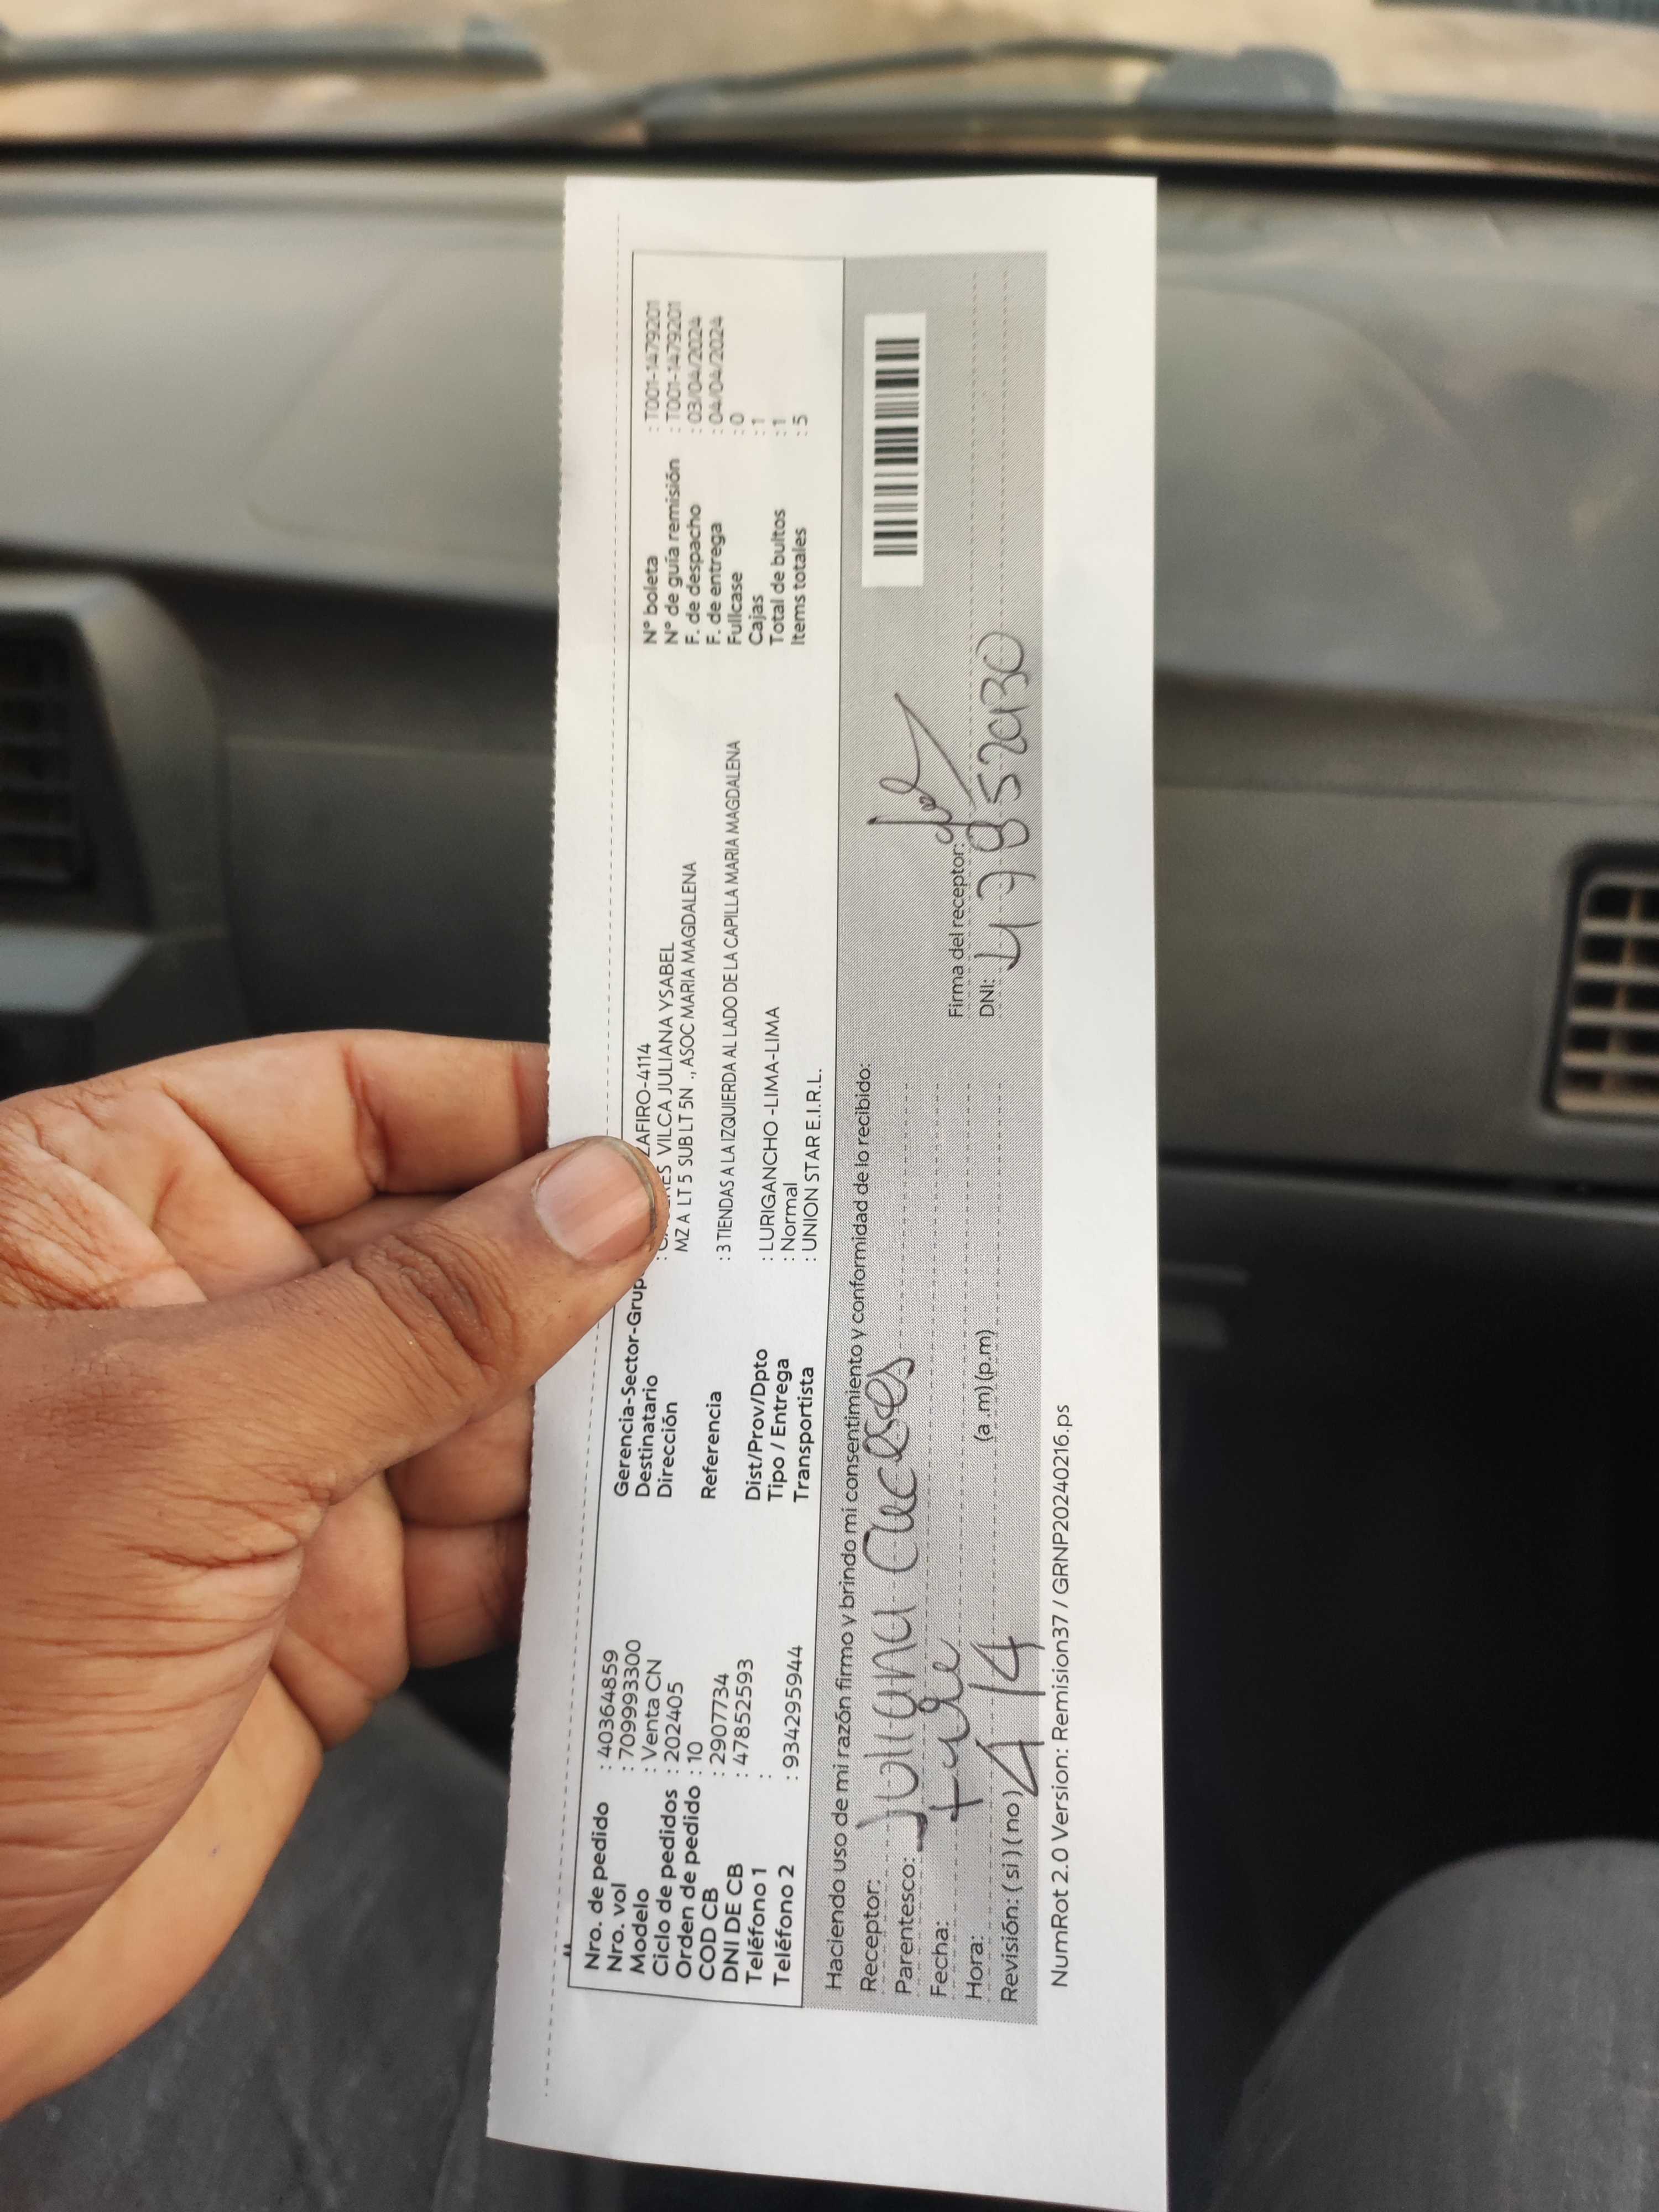 Nro. de pedido : 40364859
Nro. vol : 709993300
Modelo : Venta CN
Ciclo de pedidos : 202405
Orden de pedido : 10
COD CB : 2907734
DNI DE CB : 47852593
Teléfono 1 :
Teléfono 2 : 934295944
Gerencia-Sector-Grup ZAFIRO-4114
Destinatario : VILCA JULIANA YSABEL
Dirección MZ A LT 5 SUB LT 5N ., ASOC MARIA MAGDALENA
Referencia : 3 TIENDAS A LA IZQUIERDA AL LADO DE LA CAPILLA MARIA MAGDALENA
Dist/Prov/Dpto : LURIGANCHO -LIMA-LIMA
Tipo / Entrega : Normal
Transportista : UNION STAR E.I.R.L.
N° boleta : T001-1479201
N° de guía remisión : T001-1479201
F. de despacho : 03/04/2024
F. de entrega : 04/04/2024
Fullcase : 0
Cajas : 1
Total de bultos : 1
Items totales : 5
Haciendo uso de mi razón firmo y brindo mi consentimiento y conformidad de lo recibido:
Receptor: Juliana Caceres
Parentesco:
Fecha:
Hora: (a .m) (p.m)
Revisión: ( si ) ( no ) 4/4
Firma del receptor:
DNI:
NumRot 2.0 Version: Remision37 / GRNP20240216.ps